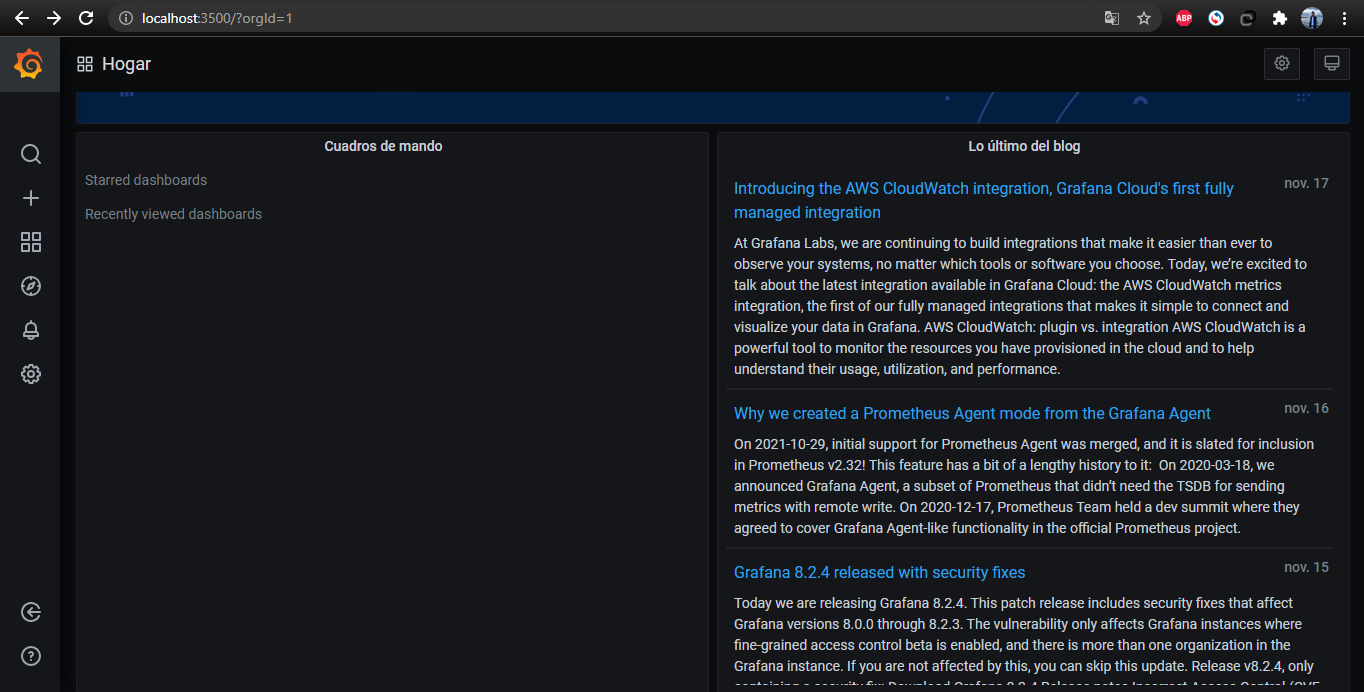 localhost:3500/?orgId=1
ABP
Hogar
Cuadros de mando
Starred dashboards
Recently viewed dashboards
Lo último del blog
Introducing the AWS CloudWatch integration, Grafana Cloud's first fully
managed integration
nov. 17
At Grafana Labs, we are continuing to build integrations that make it easier than ever to
observe your systems, no matter which tools or software you choose. Today, we’re excited to
talk about the latest integration available in Grafana Cloud: the AWS CloudWatch metrics
integration, the first of our fully managed integrations that makes it simple to connect and
visualize your data in Grafana. AWS CloudWatch: plugin vs. integration AWS CloudWatch is a
powerful tool to monitor the resources you have provisioned in the cloud and to help
understand their usage, utilization, and performance.
Why we created a Prometheus Agent mode from the Grafana Agent
nov. 16
On 2021-10-29, initial support for Prometheus Agent was merged, and it is slated for inclusion
in Prometheus v2.32! This feature has a bit of a lengthy history to it: On 2020-03-18, we
announced Grafana Agent, a subset of Prometheus that didn’t need the TSDB for sending
metrics with remote write. On 2020-12-17, Prometheus Team held a dev summit where they
agreed to cover Grafana Agent-like functionality in the official Prometheus project.
Grafana 8.2.4 released with security fixes
nov. 15
Today we are releasing Grafana 8.2.4. This patch release includes security fixes that affect
Grafana versions 8.0.0 through 8.2.3. The vulnerability only affects Grafana instances where
fine-grained access control beta is enabled, and there is more than one organization in the
Grafana instance. If you are not affected by this, you can skip this update. Release v8.2.4, only
containing a security fix: Download Grafana 8.2.4 Release notes Incorrect Access Control (CVE